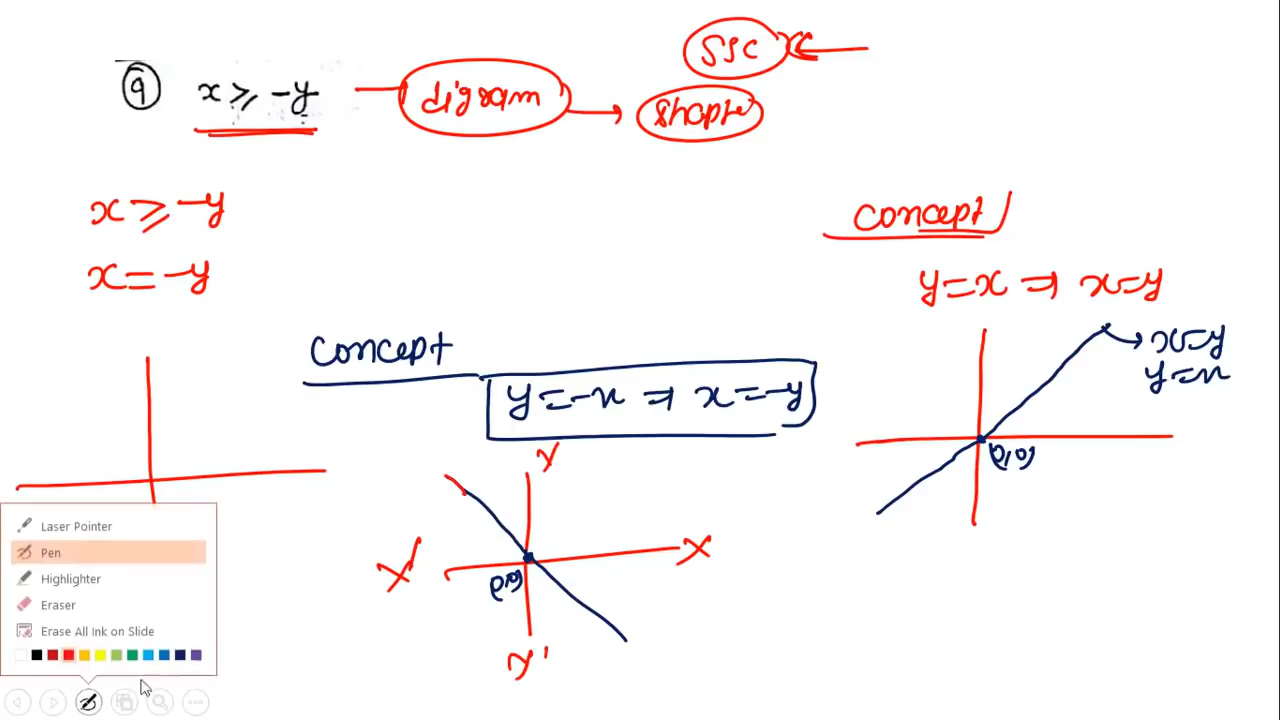 SSC
9 x ≥ -y digram shapte
x ≥ -y
x = -y
concept
y = x ⇒ x = y
x = y
y = x
(0,0)
concept
y = -x ⇒ x = -y
Y
X' X
(0,0)
Y'
Laser Pointer
Pen
Highlighter
Eraser
Erase All Ink on Slide